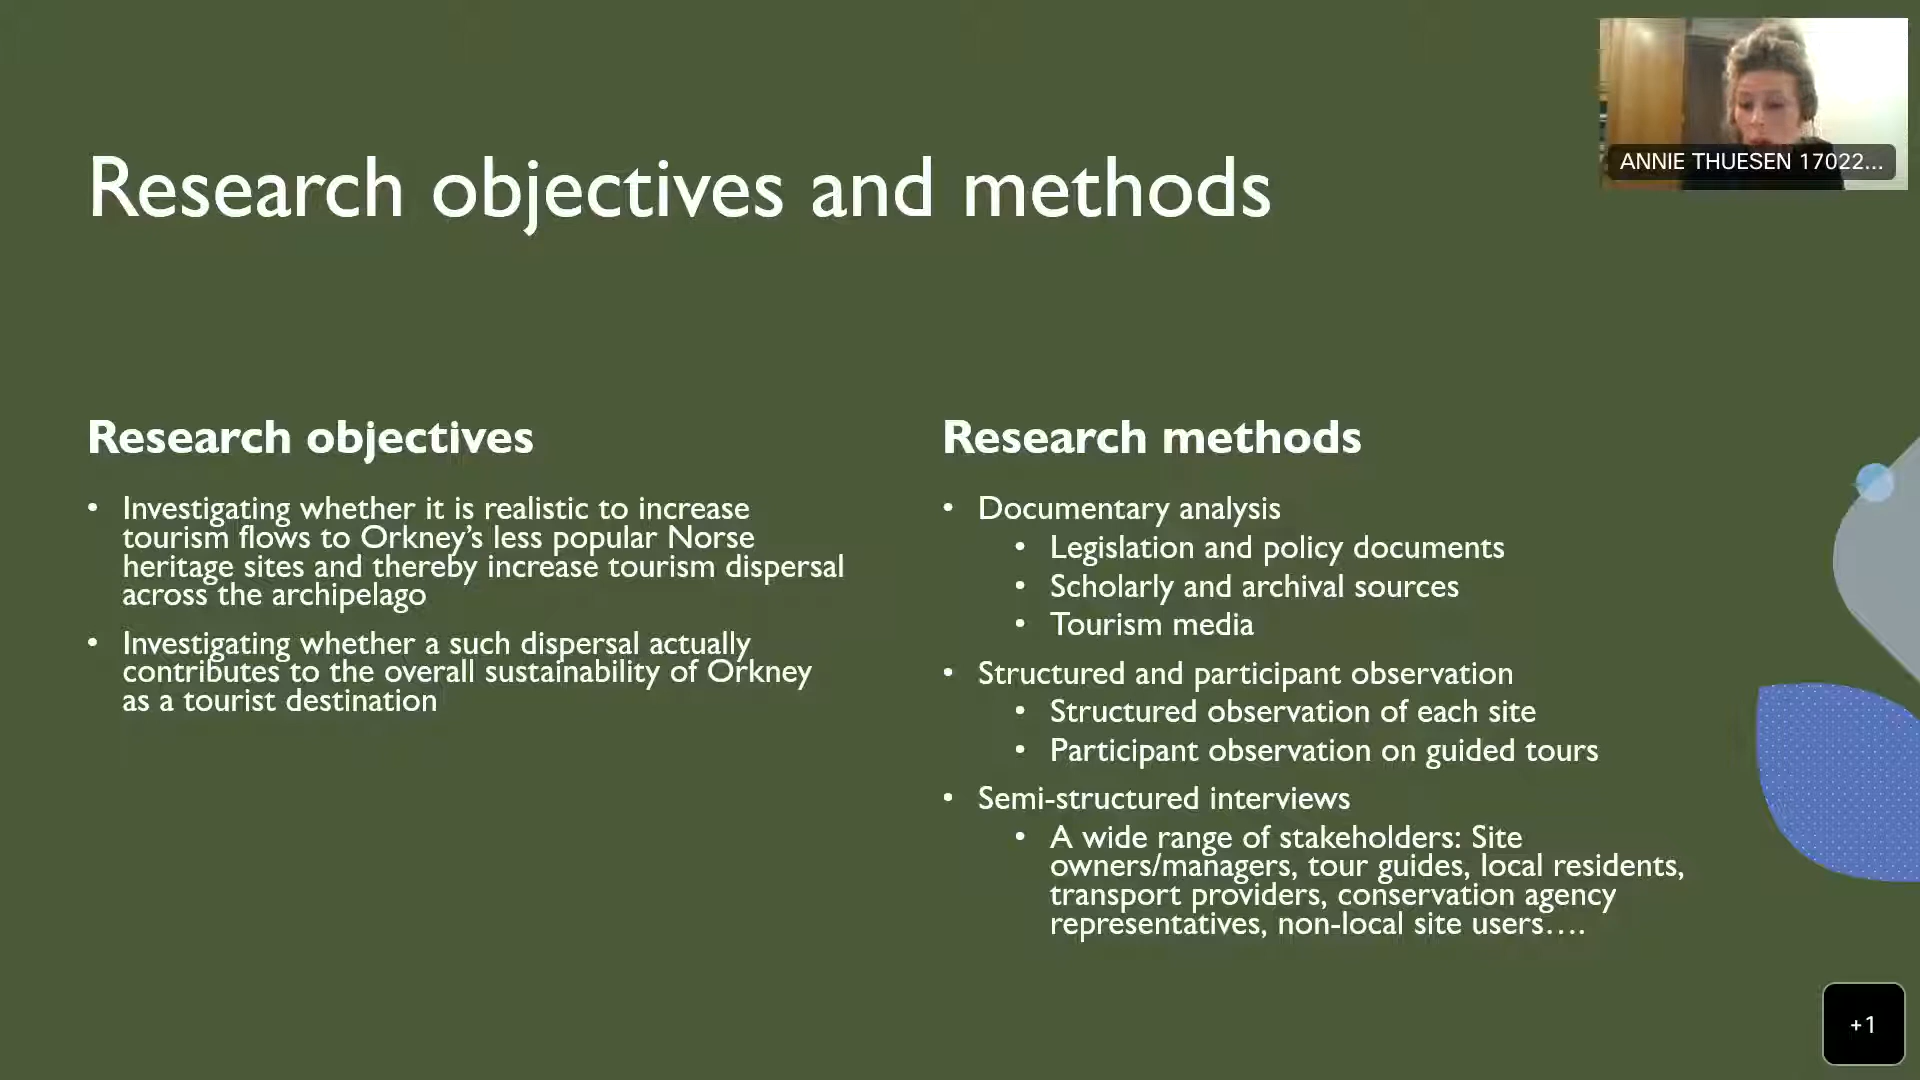 ANNIE THUESEN 17022...
Research objectives and methods
Research objectives
• Investigating whether it is realistic to increase
tourism flows to Orkney's less popular Norse
heritage sites and thereby increase tourism dispersal
across the archipelago
• Investigating whether a such dispersal actually
contributes to the overall sustainability of Orkney
as a tourist destination
Research methods
• Documentary analysis
• Legislation and policy documents
• Scholarly and archival sources
• Tourism media
• Structured and participant observation
• Structured observation of each site
• Participant observation on guided tours
• Semi-structured interviews
• A wide range of stakeholders: Site
owners/managers, tour guides, local residents,
transport providers, conservation agency
representatives, non-local site users….
+1